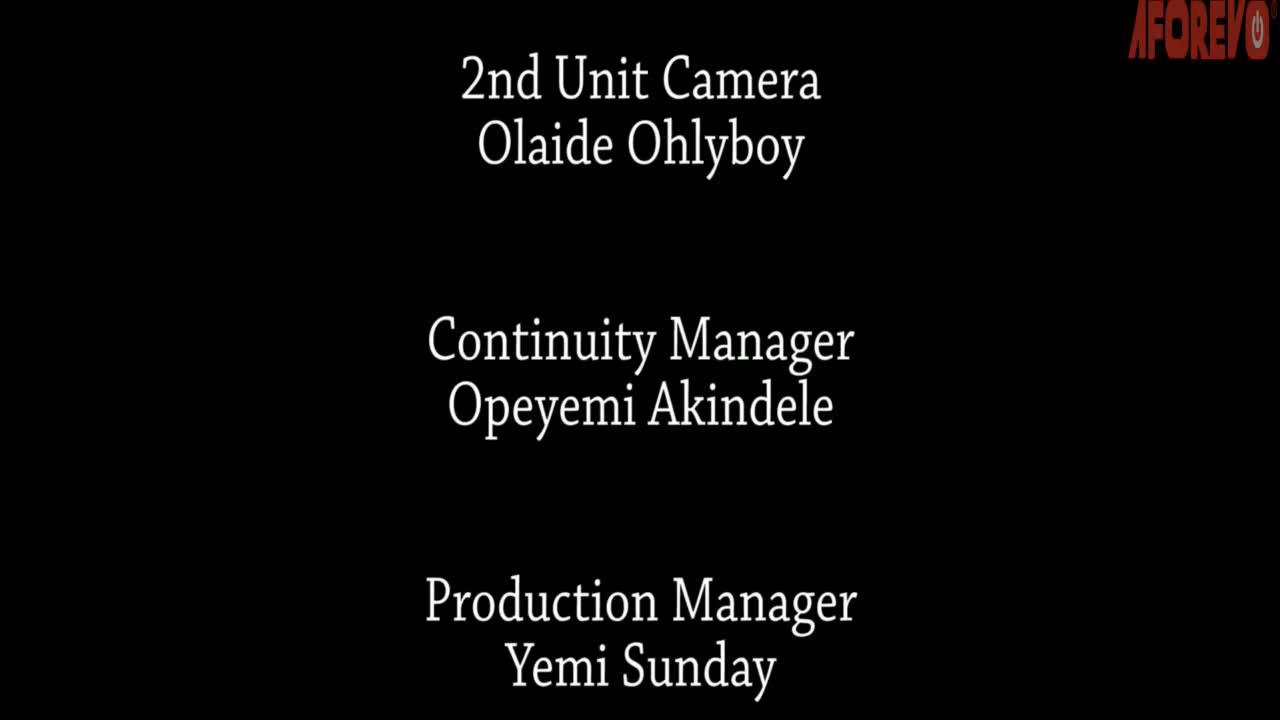 AFOREVO
2nd Unit Camera
Olaide Ohlyboy
Continuity Manager
Opeyemi Akindele
Production Manager
Yemi Sunday